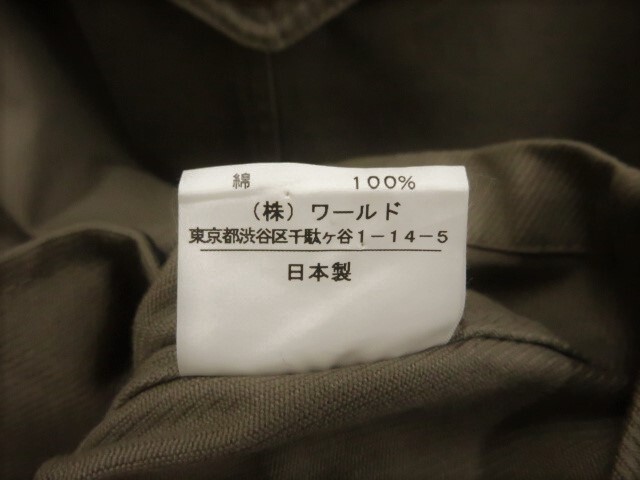 綿 100%
(株) ワールド
東京都渋谷区千駄ヶ谷1-14-5
日本製